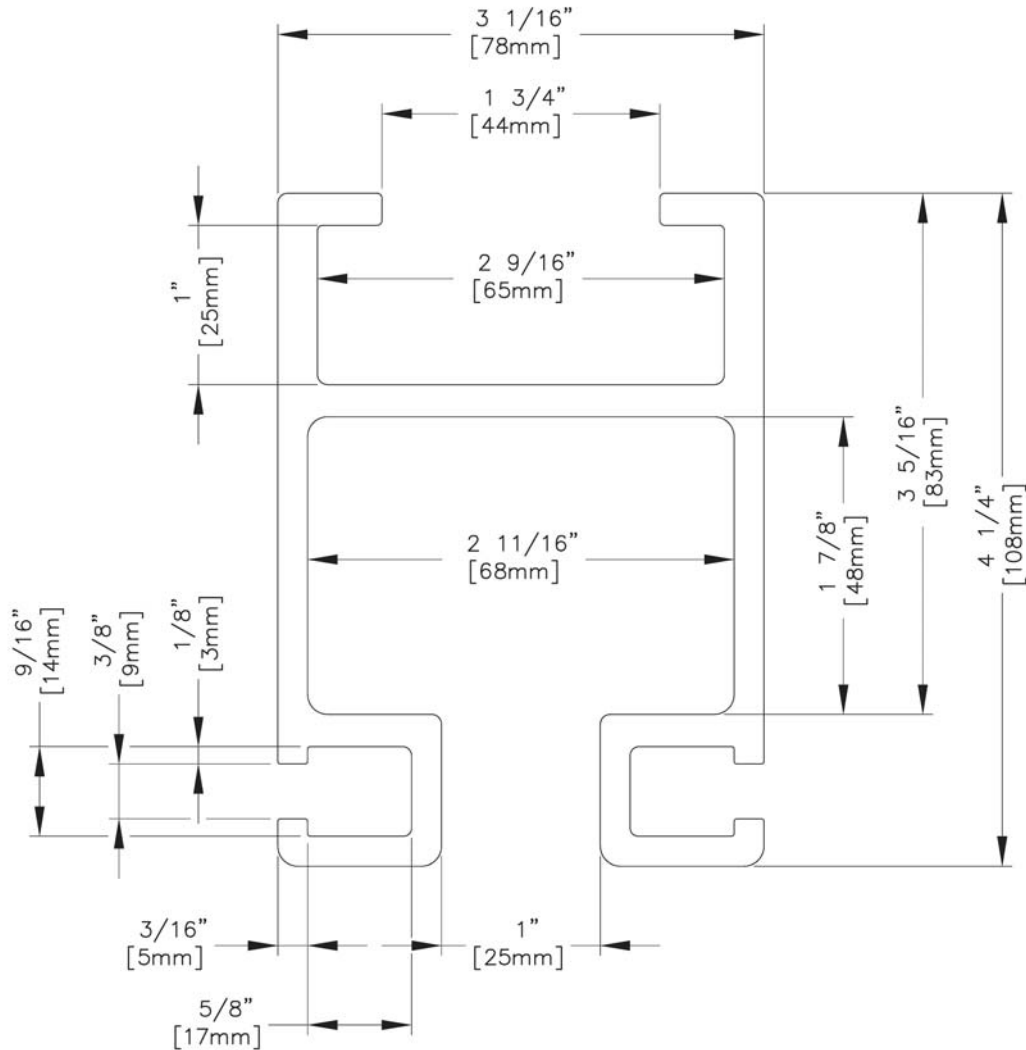 3 1/16"
[78mm]
1 3/4"
[44mm]
2 9/16"
[65mm]
1"
[25mm]
3 5/16"
[83mm]
4 1/4"
[108mm]
1 7/8"
[48mm]
2 11/16"
[68mm]
9/16"
[14mm]
3/8"
[9mm]
1/8"
[3mm]
3/16"
[5mm]
1"
[25mm]
5/8"
[17mm]